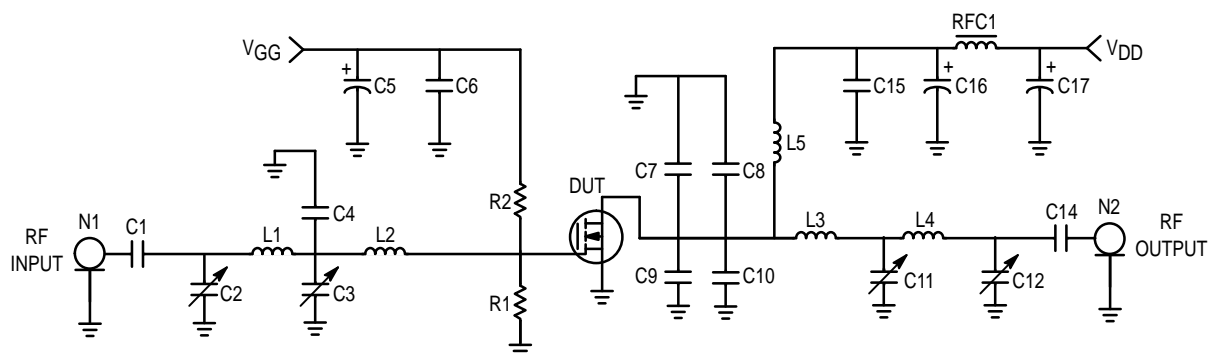 VGG
C5
C6
C4
N1
RF
INPUT
C1
C2
L1
C3
L2
R2
R1
DUT
C7
C8
C9
C10
L5
C15
C16
RFC1
C17
VDD
L3
C11
L4
C12
C14
N2
RF
OUTPUT
+
+
+